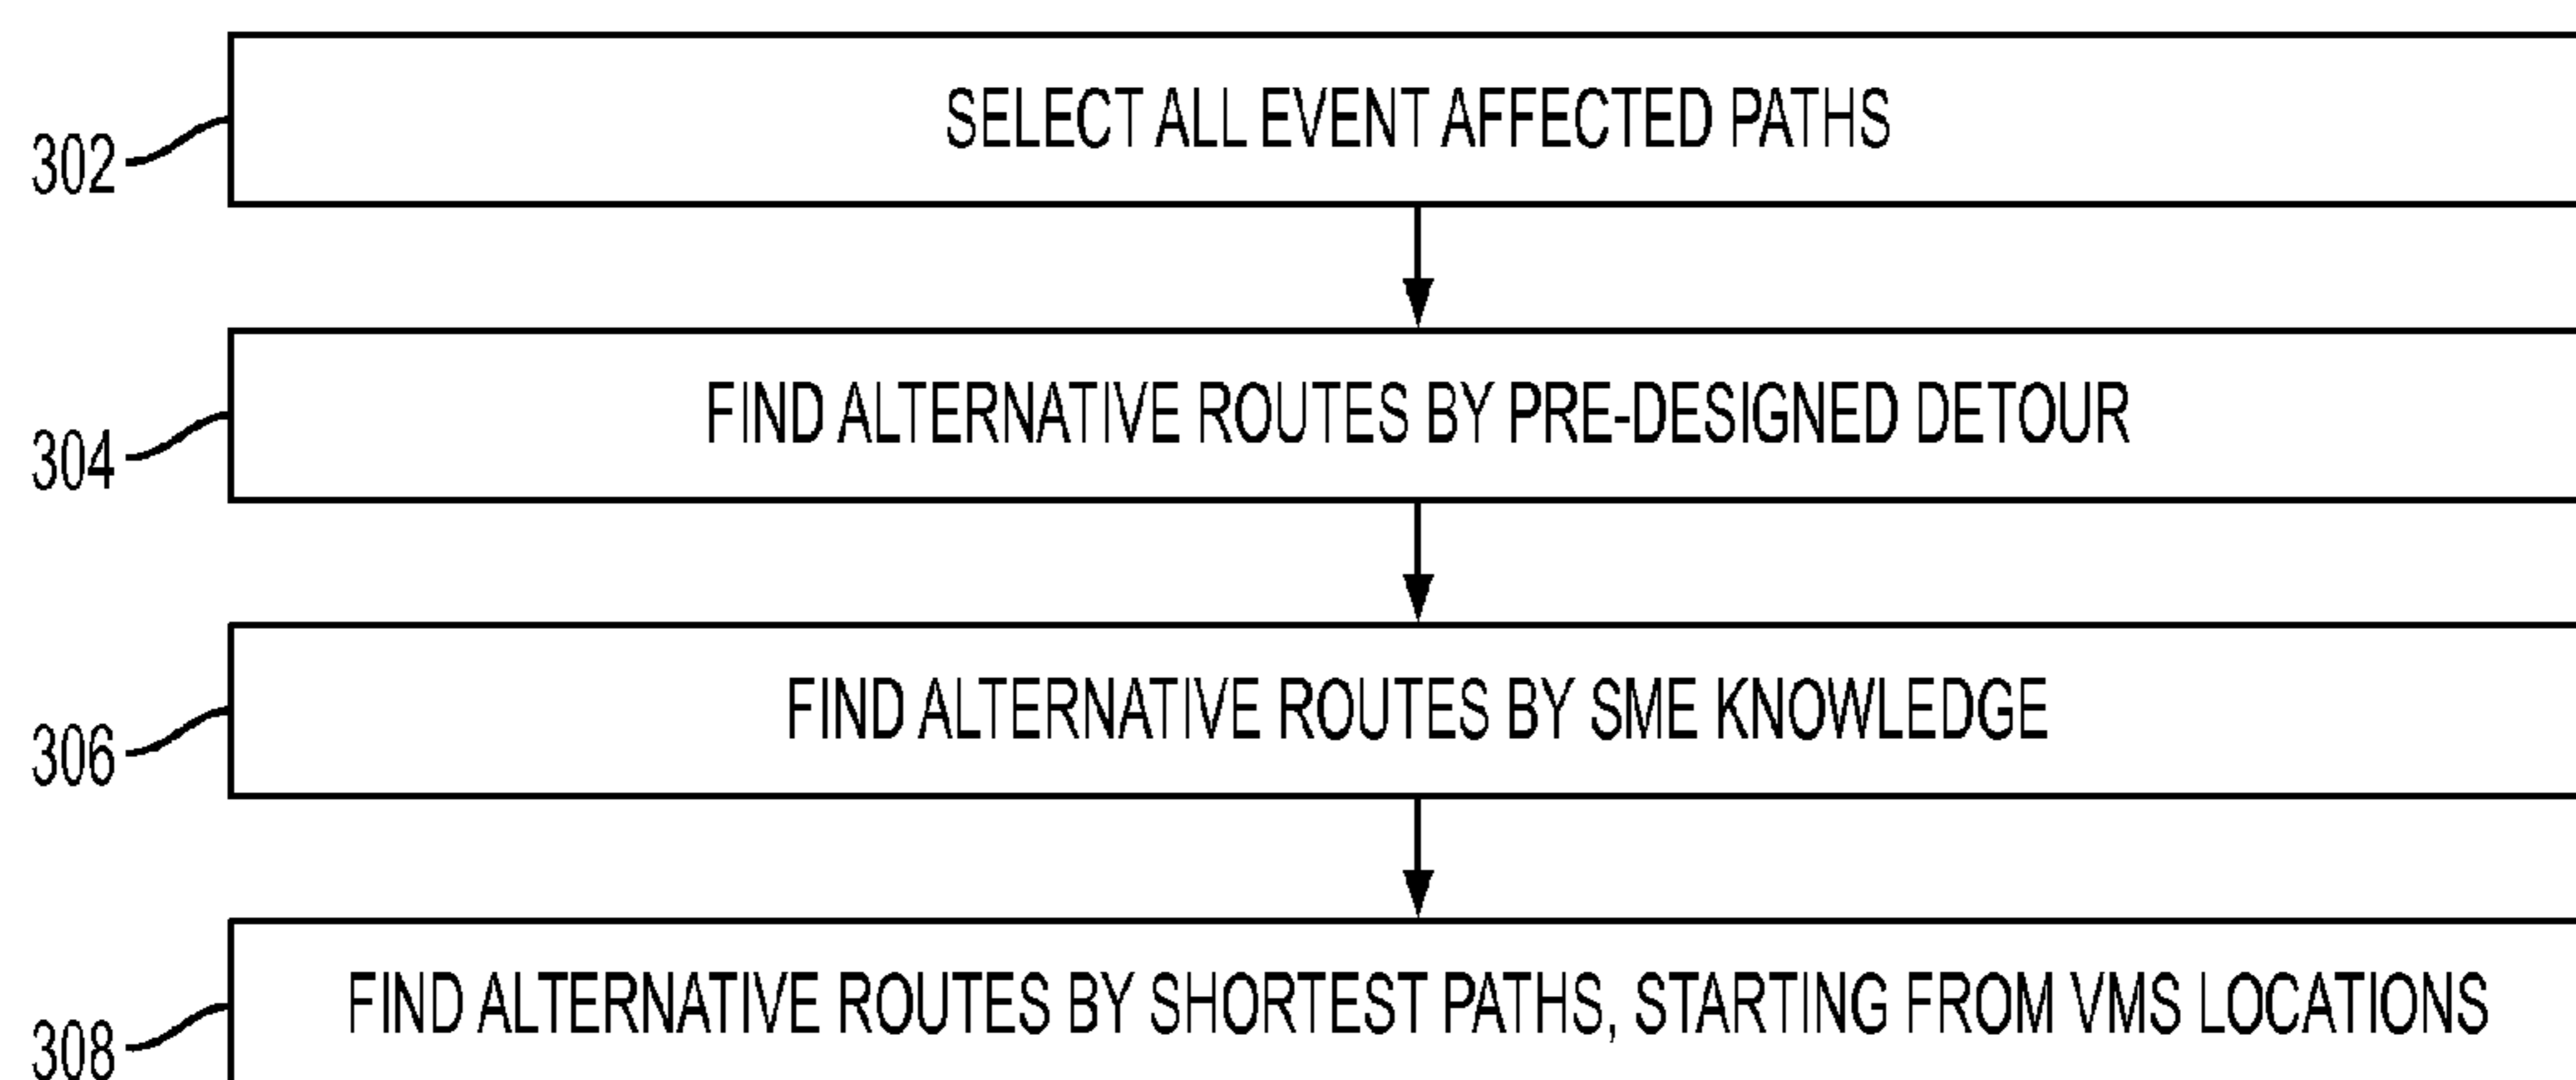 SELECT ALL EVENT AFFECTED PATHS
302
FIND ALTERNATIVE ROUTES BY PRE-DESIGNED DETOUR
304
FIND ALTERNATIVE ROUTES BY SME KNOWLEDGE
306
FIND ALTERNATIVE ROUTES BY SHORTEST PATHS, STARTING FROM VMS LOCATIONS
308